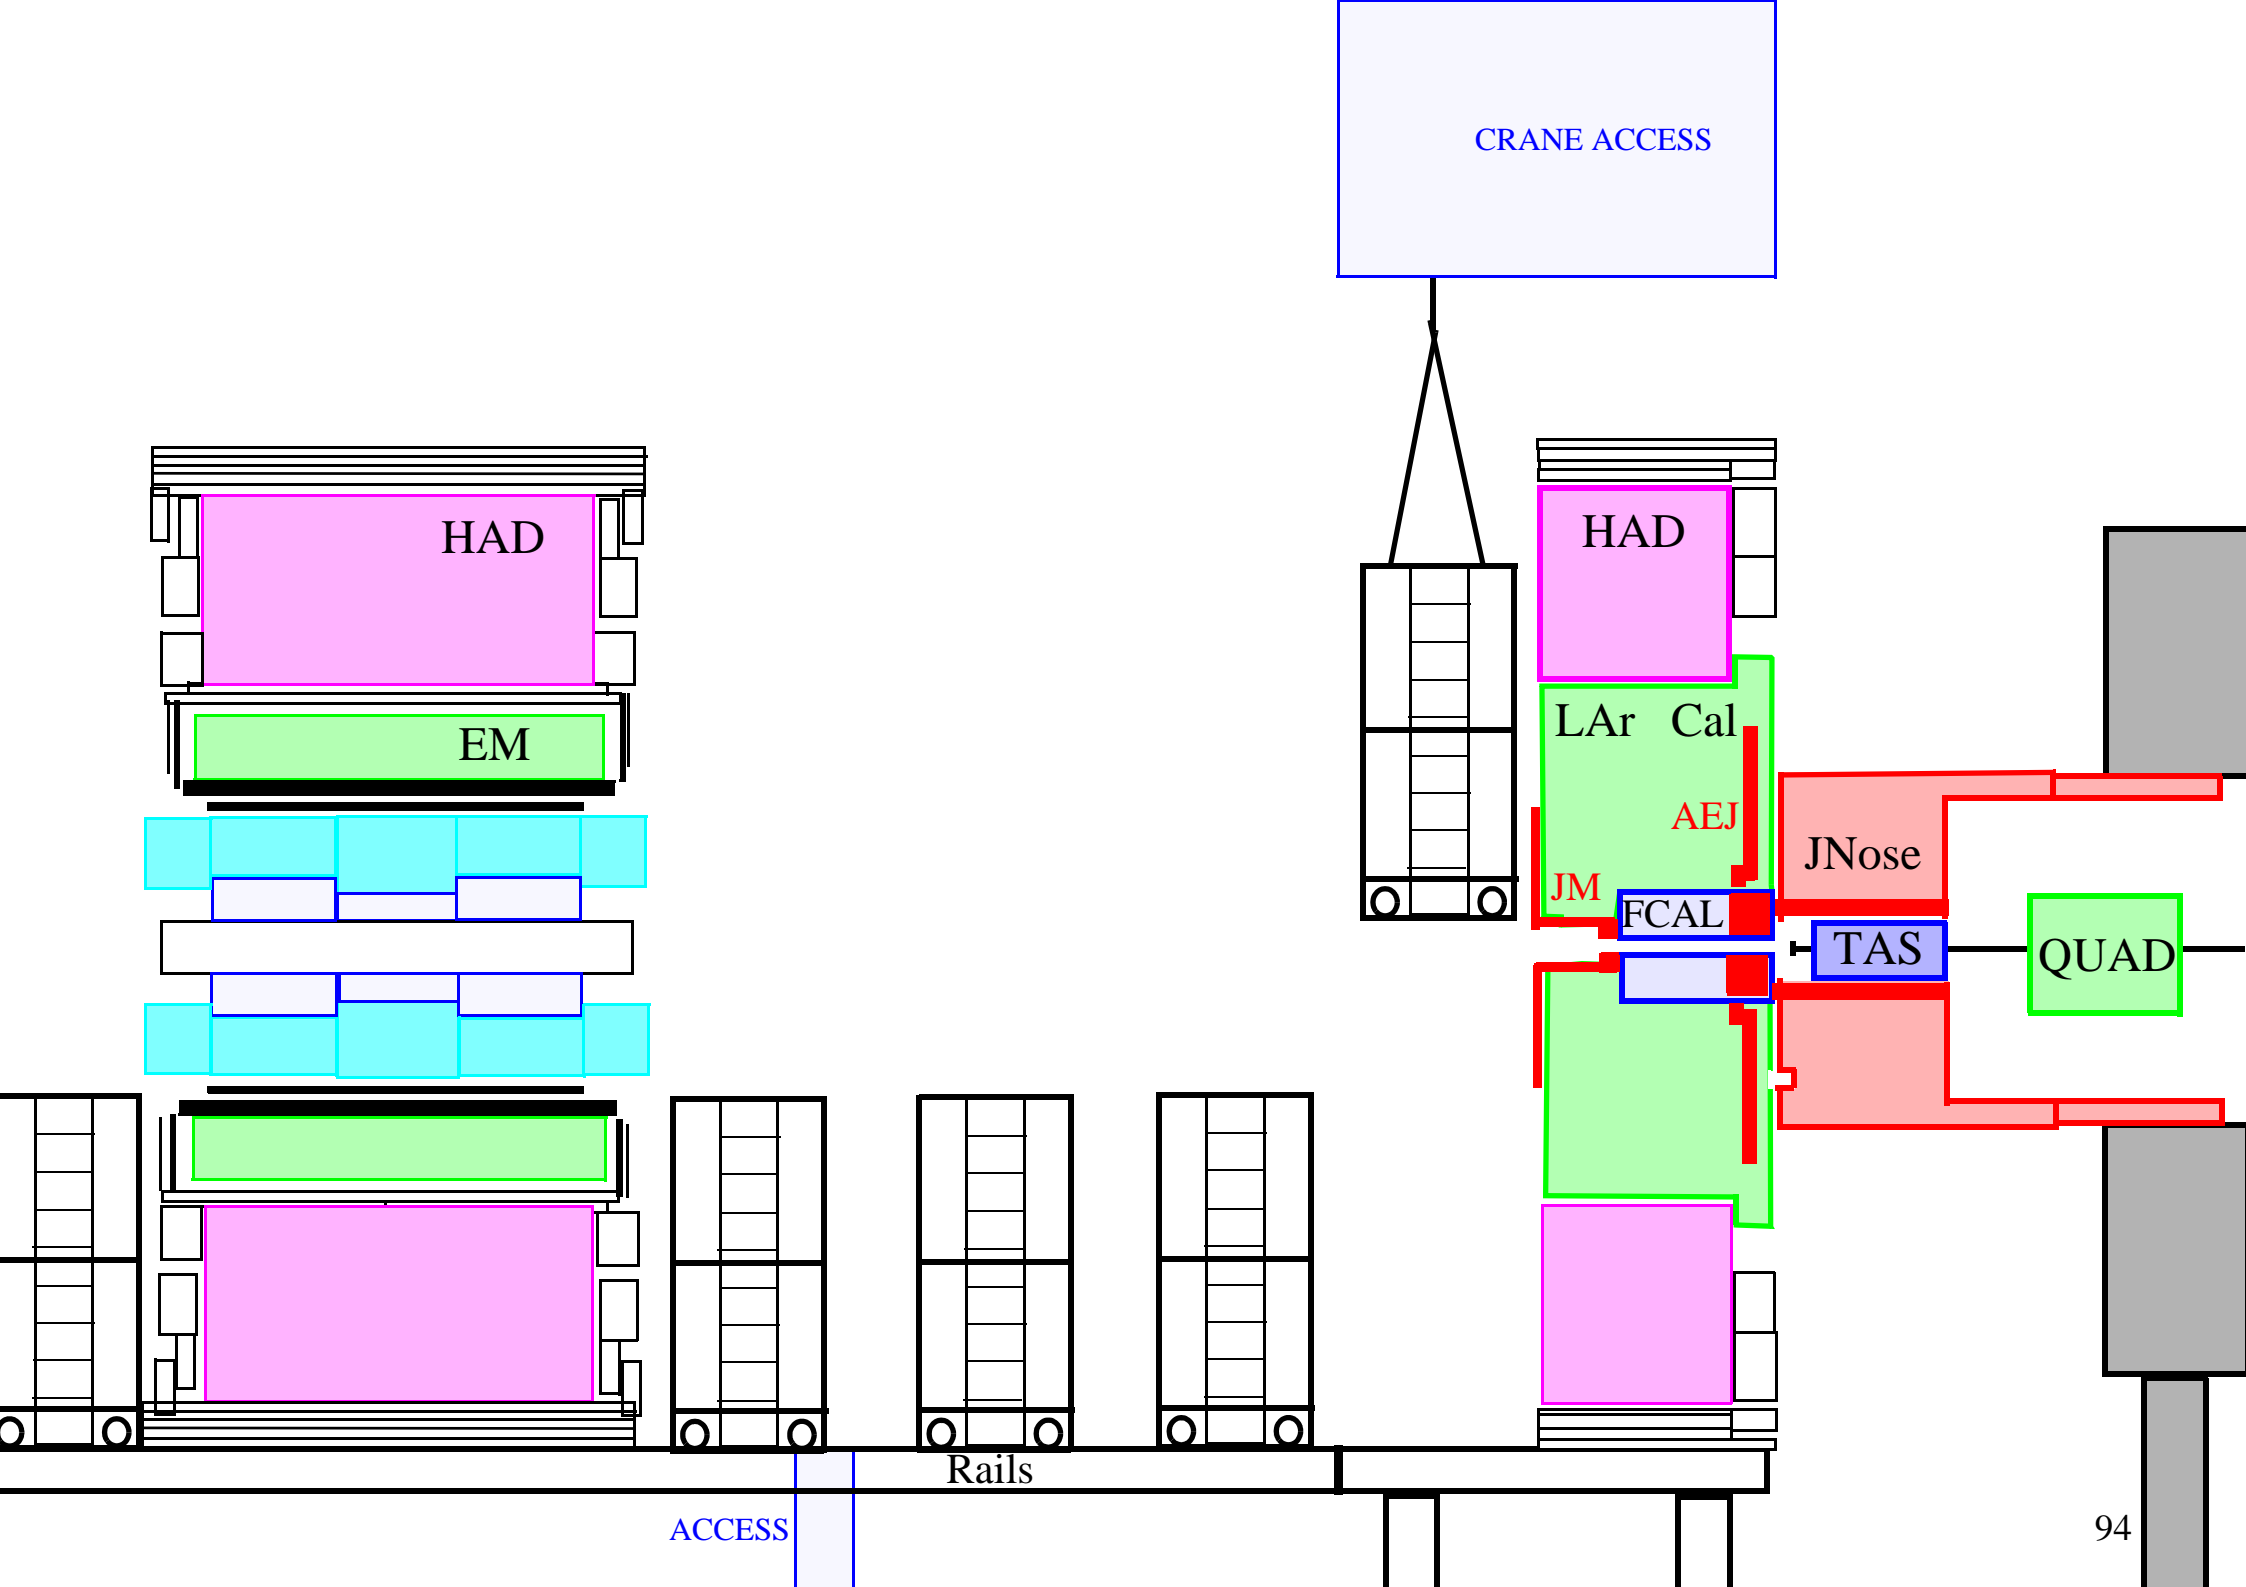 CRANE ACCESS
HAD
HAD
LAr Cal
EM
AEJ
JNose
JM
FCAL
TAS
QUAD
Rails
ACCESS
94